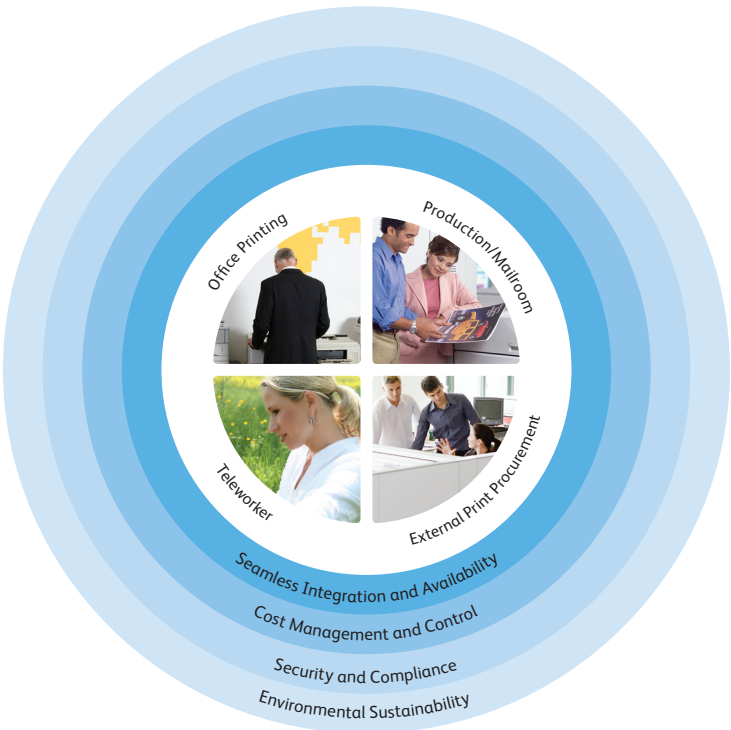 Office Printing
Production/Mailroom
Teleworker
External Print Procurement
Seamless Integration and Availability
Cost Management and Control
Security and Compliance
Environmental Sustainability